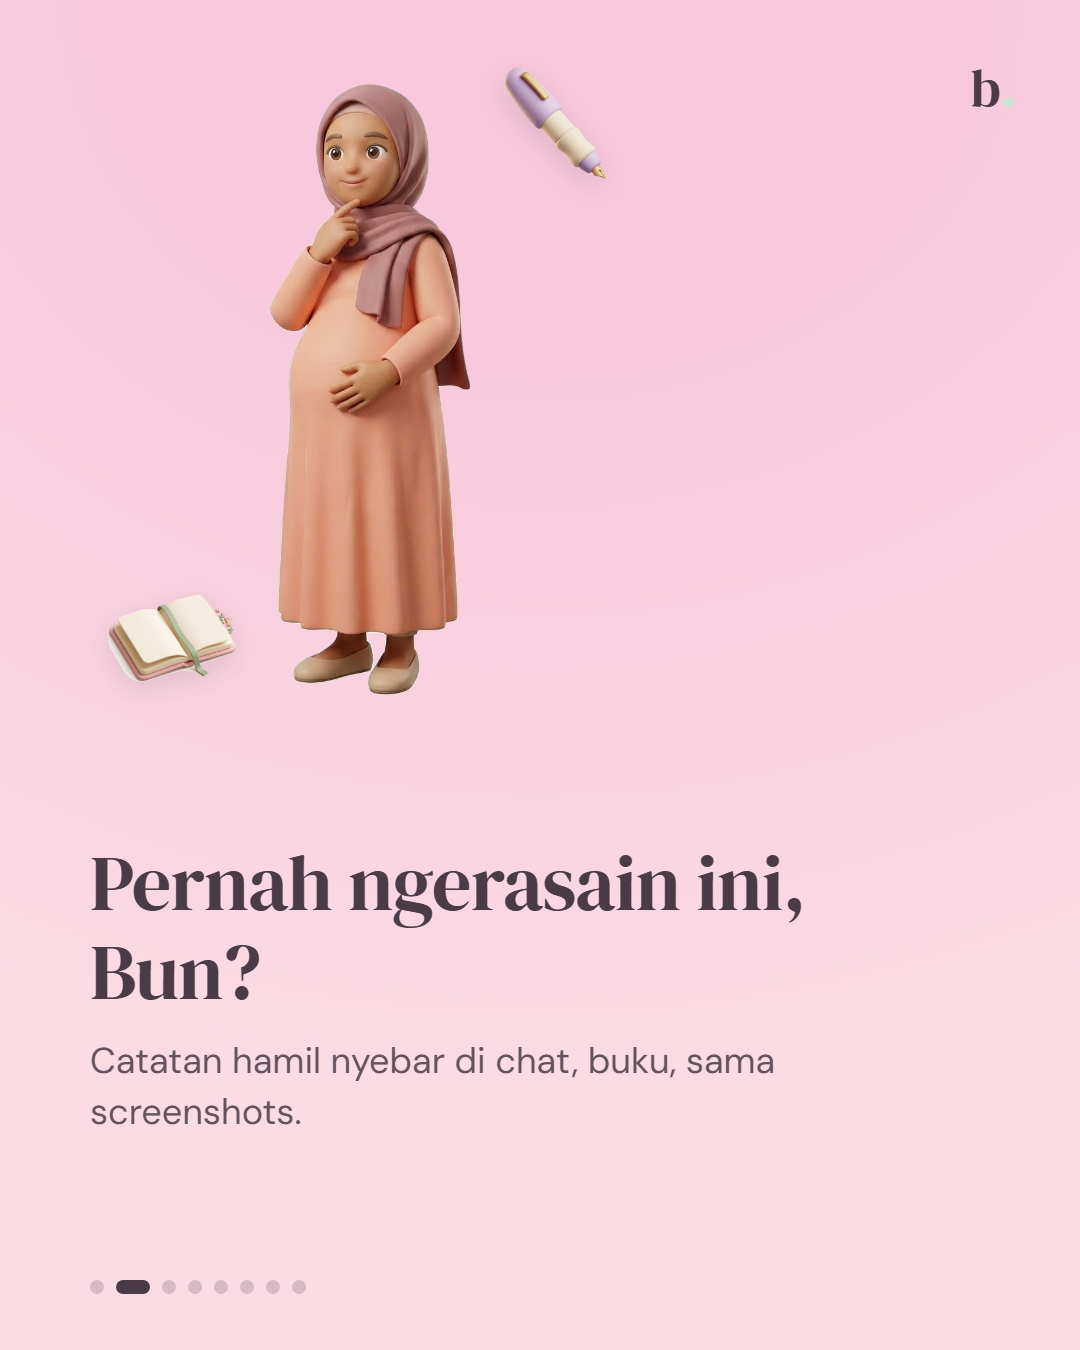 b.
Pernah ngerasain ini,
Bun?
Catatan hamil nyebar di chat, buku, sama
screenshots.